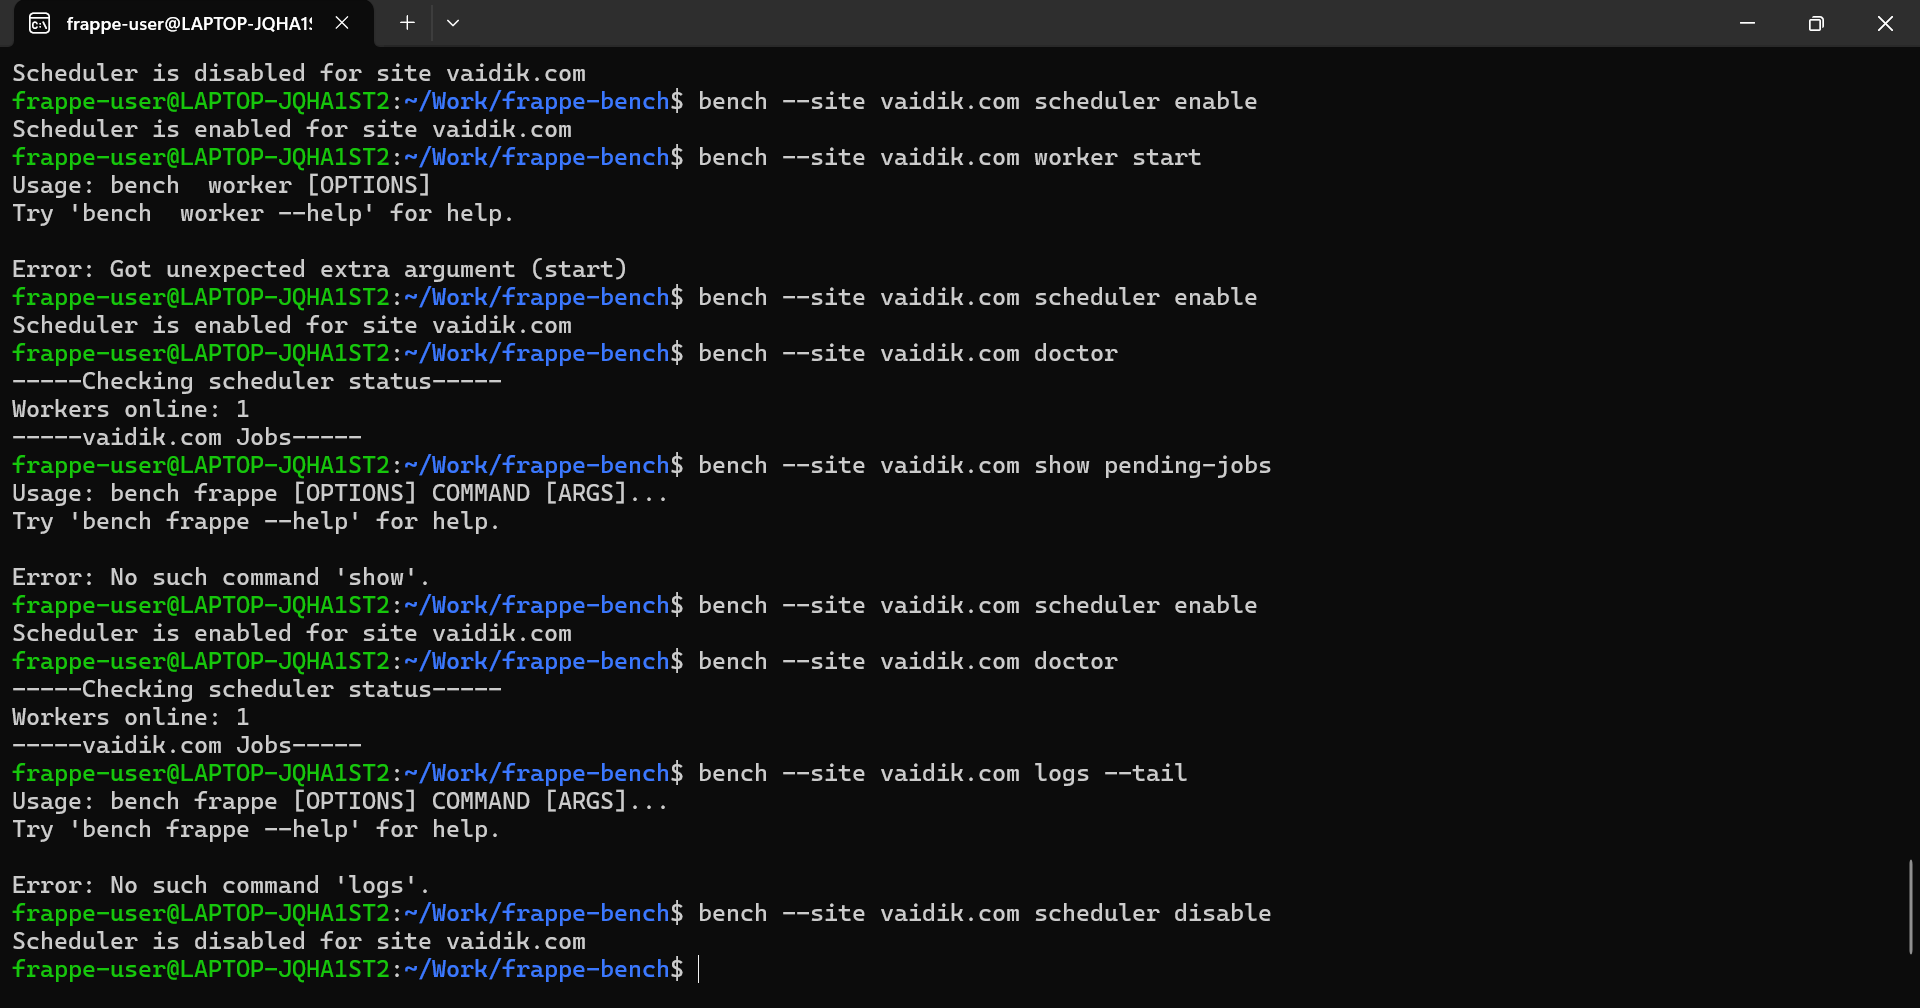 frappe-user@LAPTOP-JQHA1S
Scheduler is disabled for site vaidik.com
frappe-user@LAPTOP-JQHA1ST2:~/Work/frappe-bench$ bench --site vaidik.com scheduler enable
Scheduler is enabled for site vaidik.com
frappe-user@LAPTOP-JQHA1ST2:~/Work/frappe-bench$ bench --site vaidik.com worker start
Usage: bench  worker [OPTIONS]
Try 'bench  worker --help' for help.
Error: Got unexpected extra argument (start)
frappe-user@LAPTOP-JQHA1ST2:~/Work/frappe-bench$ bench --site vaidik.com scheduler enable
Scheduler is enabled for site vaidik.com
frappe-user@LAPTOP-JQHA1ST2:~/Work/frappe-bench$ bench --site vaidik.com doctor
-----Checking scheduler status-----
Workers online: 1
-----vaidik.com Jobs-----
frappe-user@LAPTOP-JQHA1ST2:~/Work/frappe-bench$ bench --site vaidik.com show pending-jobs
Usage: bench frappe [OPTIONS] COMMAND [ARGS]...
Try 'bench frappe --help' for help.
Error: No such command 'show'.
frappe-user@LAPTOP-JQHA1ST2:~/Work/frappe-bench$ bench --site vaidik.com scheduler enable
Scheduler is enabled for site vaidik.com
frappe-user@LAPTOP-JQHA1ST2:~/Work/frappe-bench$ bench --site vaidik.com doctor
-----Checking scheduler status-----
Workers online: 1
-----vaidik.com Jobs-----
frappe-user@LAPTOP-JQHA1ST2:~/Work/frappe-bench$ bench --site vaidik.com logs --tail
Usage: bench frappe [OPTIONS] COMMAND [ARGS]...
Try 'bench frappe --help' for help.
Error: No such command 'logs'.
frappe-user@LAPTOP-JQHA1ST2:~/Work/frappe-bench$ bench --site vaidik.com scheduler disable
Scheduler is disabled for site vaidik.com
frappe-user@LAPTOP-JQHA1ST2:~/Work/frappe-bench$